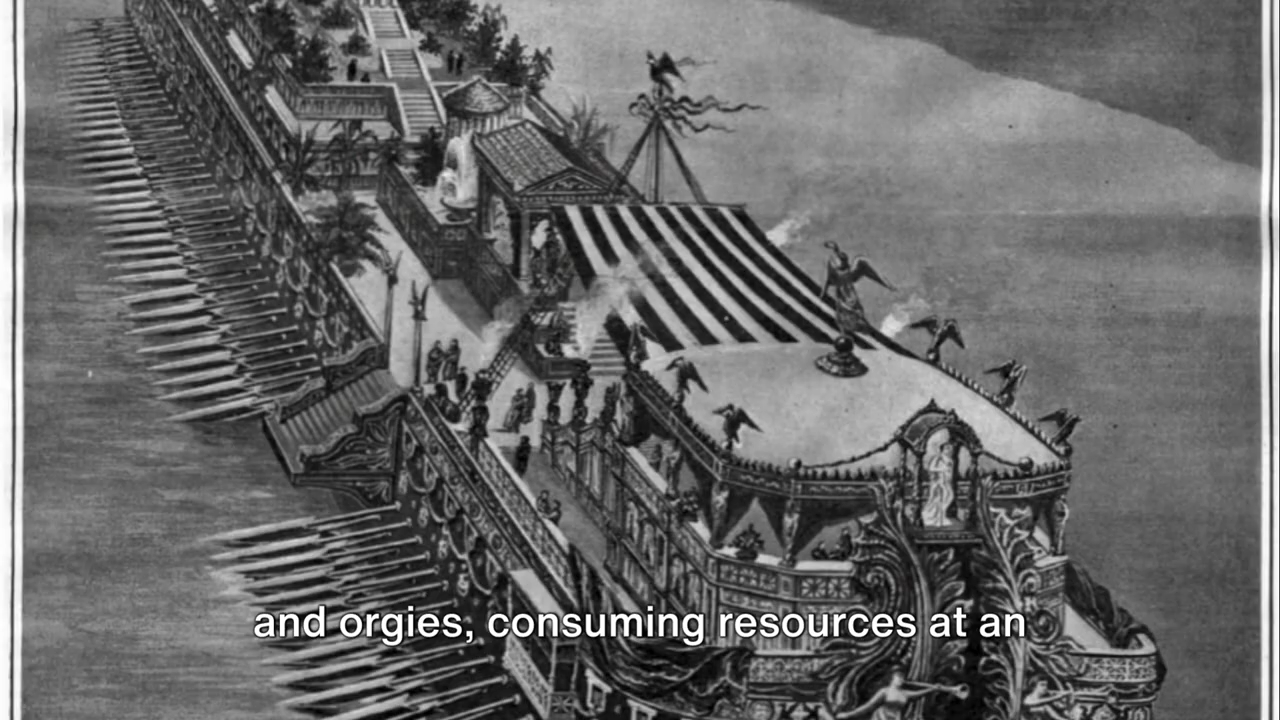 and orgies, consuming resources at an